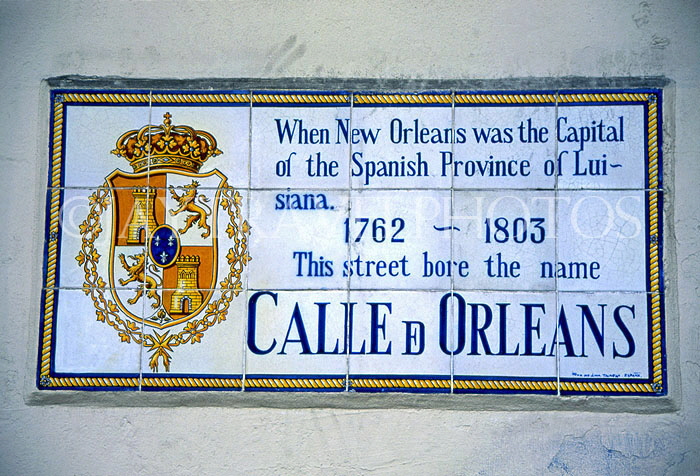 When New Orleans was the Capital
of the Spanish Province of Lui-
siana.
1762 ~ 1803
This street bore the name
CALLE D ORLEANS